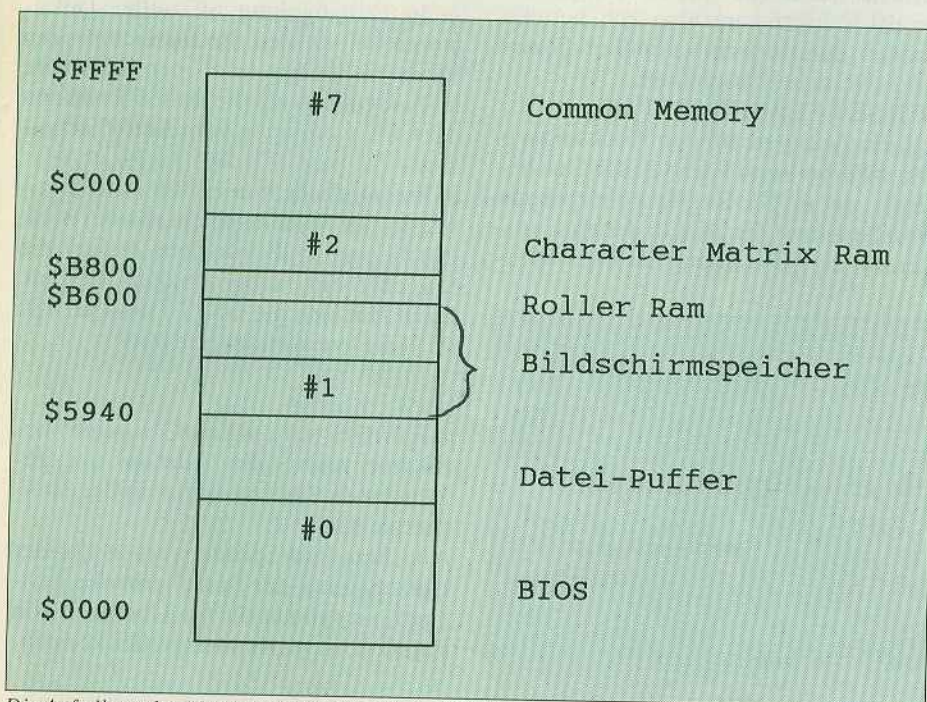 $FFFF
#7
Common Memory
$C000
#2
Character Matrix Ram
$B800
$B600
Roller Ram
Bildschirmspeicher
#1
$5940
Datei-Puffer
#0
BIOS
$0000